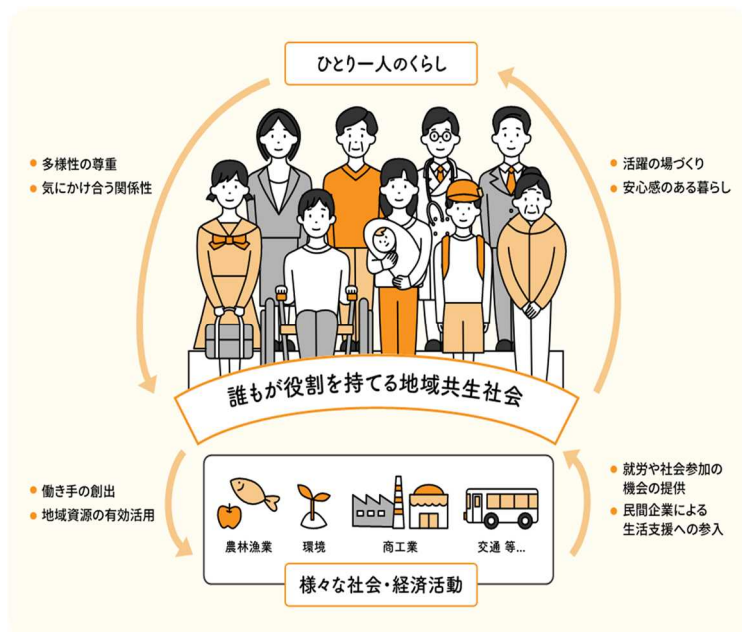 ひとり一人のくらし
● 多様性の尊重
● 気にかけ合う関係性
● 活躍の場づくり
● 安心感のある暮らし
誰もが役割を持てる地域共生社会
● 働き手の創出
● 地域資源の有効活用
● 就労や社会参加の
機会の提供
● 民間企業による
生活支援への参入
農林漁業 環境 商工業 交通 等...
様々な社会・経済活動